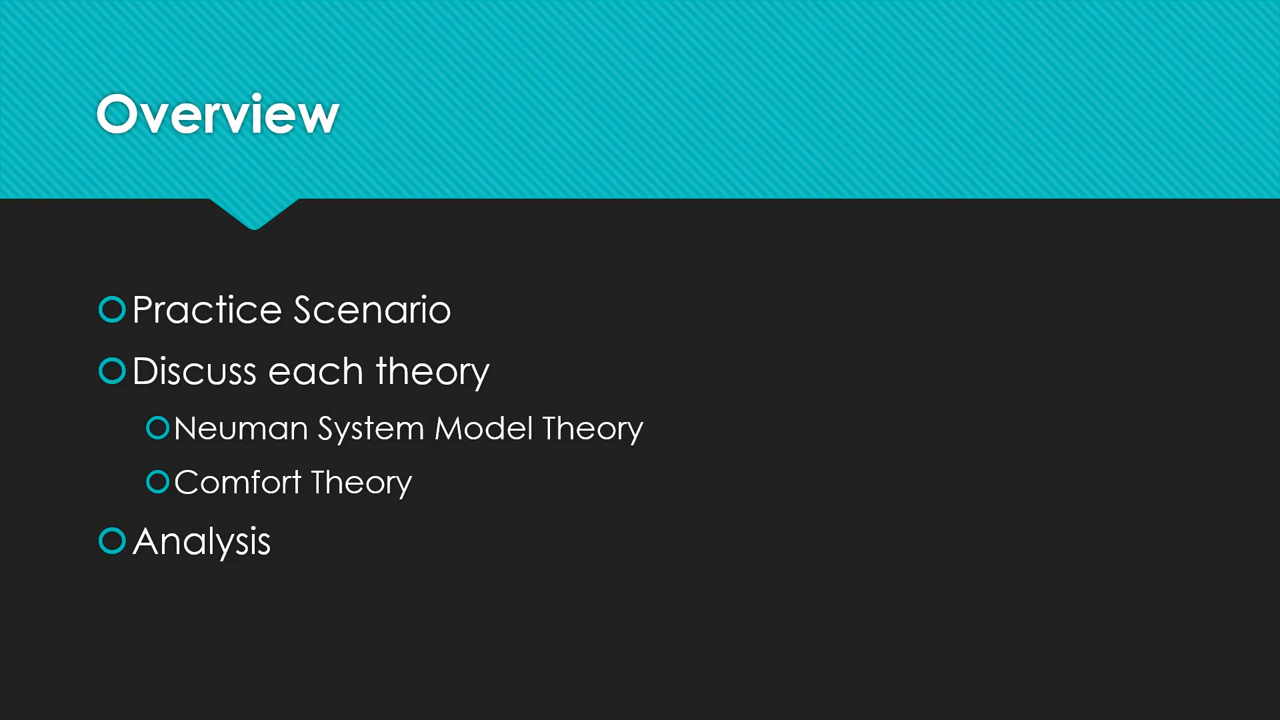 Overview
Practice Scenario
Discuss each theory
Neuman System Model Theory
Comfort Theory
Analysis